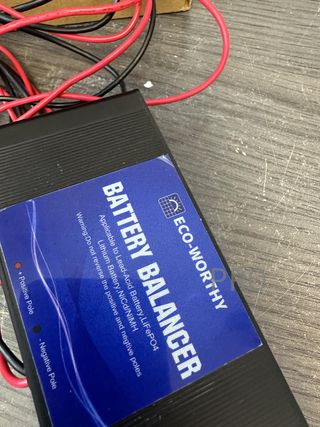 ECO-WORTHY
BATTERY BALANCER
Applicable to Lead-Acid Battery,LiFePO4
Lithium Battery,NiCd/NiMH
Warning:Do not reverse the positive and negtive poles
+ Positive Pole
- Negative Pole